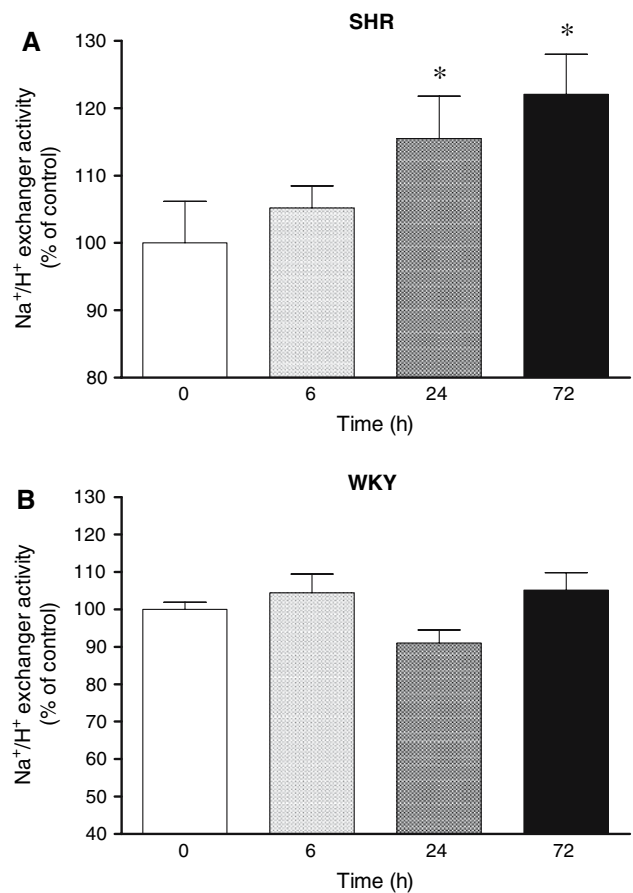 A
SHR
Na⁺/H⁺ exchanger activity
(% of control)
130
120
110
100
90
80
*
*
0 6 24 72
Time (h)
B
WKY
Na⁺/H⁺ exchanger activity
(% of control)
130
120
110
100
90
80
70
60
50
40
0 6 24 72
Time (h)